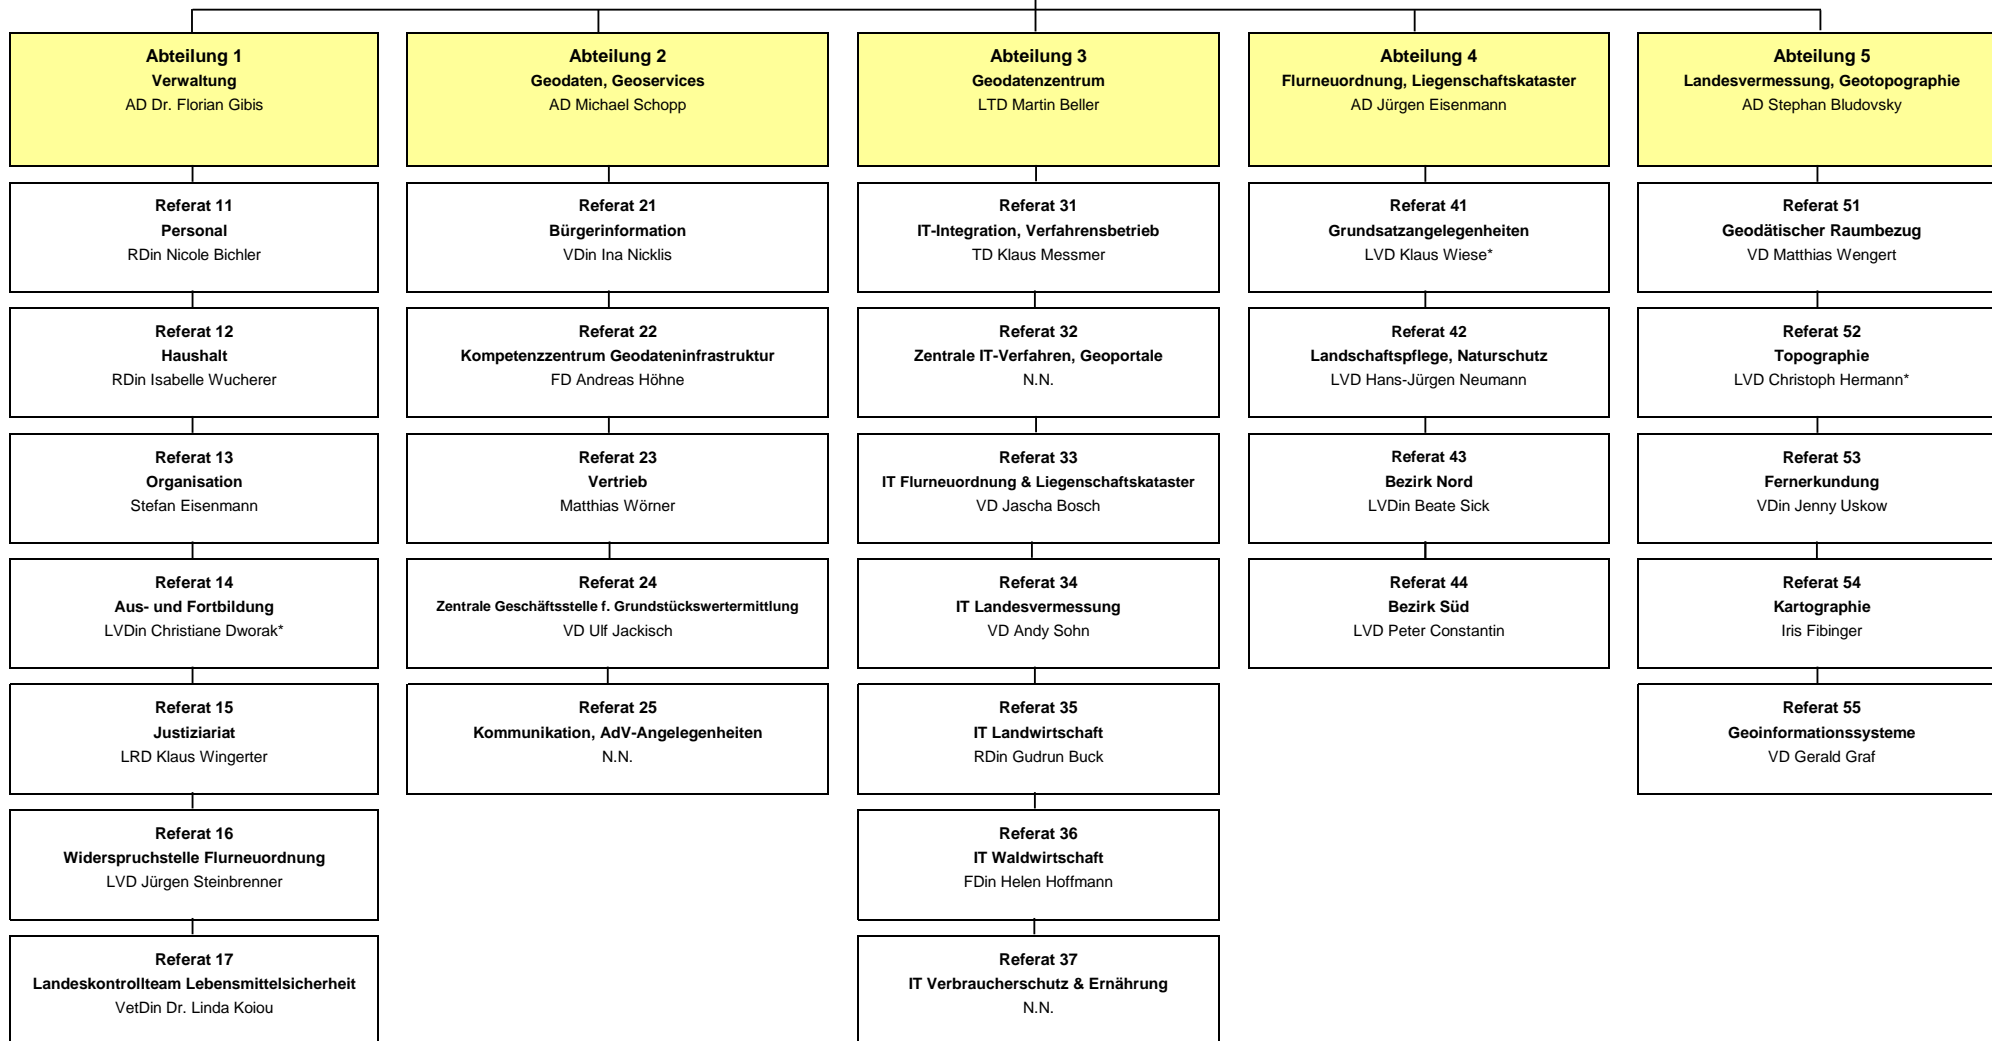 Abteilung 1
Verwaltung
AD Dr. Florian Gibis
Referat 11
Personal
RDin Nicole Bichler
Referat 12
Haushalt
RDin Isabelle Wucherer
Referat 13
Organisation
Stefan Eisenmann
Referat 14
Aus- und Fortbildung
LVDin Christiane Dworak*
Referat 15
Justiziariat
LRD Klaus Wingerter
Referat 16
Widerspruchstelle Flurneuordnung
LVD Jürgen Steinbrenner
Referat 17
Landeskontrollteam Lebensmittelsicherheit
VetDin Dr. Linda Koiou
Abteilung 2
Geodaten, Geoservices
AD Michael Schopp
Referat 21
Bürgerinformation
VDin Ina Nicklis
Referat 22
Kompetenzzentrum Geodateninfrastruktur
FD Andreas Höhne
Referat 23
Vertrieb
Matthias Wörner
Referat 24
Zentrale Geschäftsstelle f. Grundstückswertermittlung
VD Ulf Jackisch
Referat 25
Kommunikation, AdV-Angelegenheiten
N.N.
Abteilung 3
Geodatenzentrum
LTD Martin Beller
Referat 31
IT-Integration, Verfahrensbetrieb
TD Klaus Messmer
Referat 32
Zentrale IT-Verfahren, Geoportale
N.N.
Referat 33
IT Flurneuordnung & Liegenschaftskataster
VD Jascha Bosch
Referat 34
IT Landesvermessung
VD Andy Sohn
Referat 35
IT Landwirtschaft
RDin Gudrun Buck
Referat 36
IT Waldwirtschaft
FDin Helen Hoffmann
Referat 37
IT Verbraucherschutz & Ernährung
N.N.
Abteilung 4
Flurneuordnung, Liegenschaftskataster
AD Jürgen Eisenmann
Referat 41
Grundsatzangelegenheiten
LVD Klaus Wiese*
Referat 42
Landschaftspflege, Naturschutz
LVD Hans-Jürgen Neumann
Referat 43
Bezirk Nord
LVDin Beate Sick
Referat 44
Bezirk Süd
LVD Peter Constantin
Abteilung 5
Landesvermessung, Geotopographie
AD Stephan Bludovsky
Referat 51
Geodätischer Raumbezug
VD Matthias Wengert
Referat 52
Topographie
LVD Christoph Hermann*
Referat 53
Fernerkundung
VDin Jenny Uskow
Referat 54
Kartographie
Iris Fibinger
Referat 55
Geoinformationssysteme
VD Gerald Graf